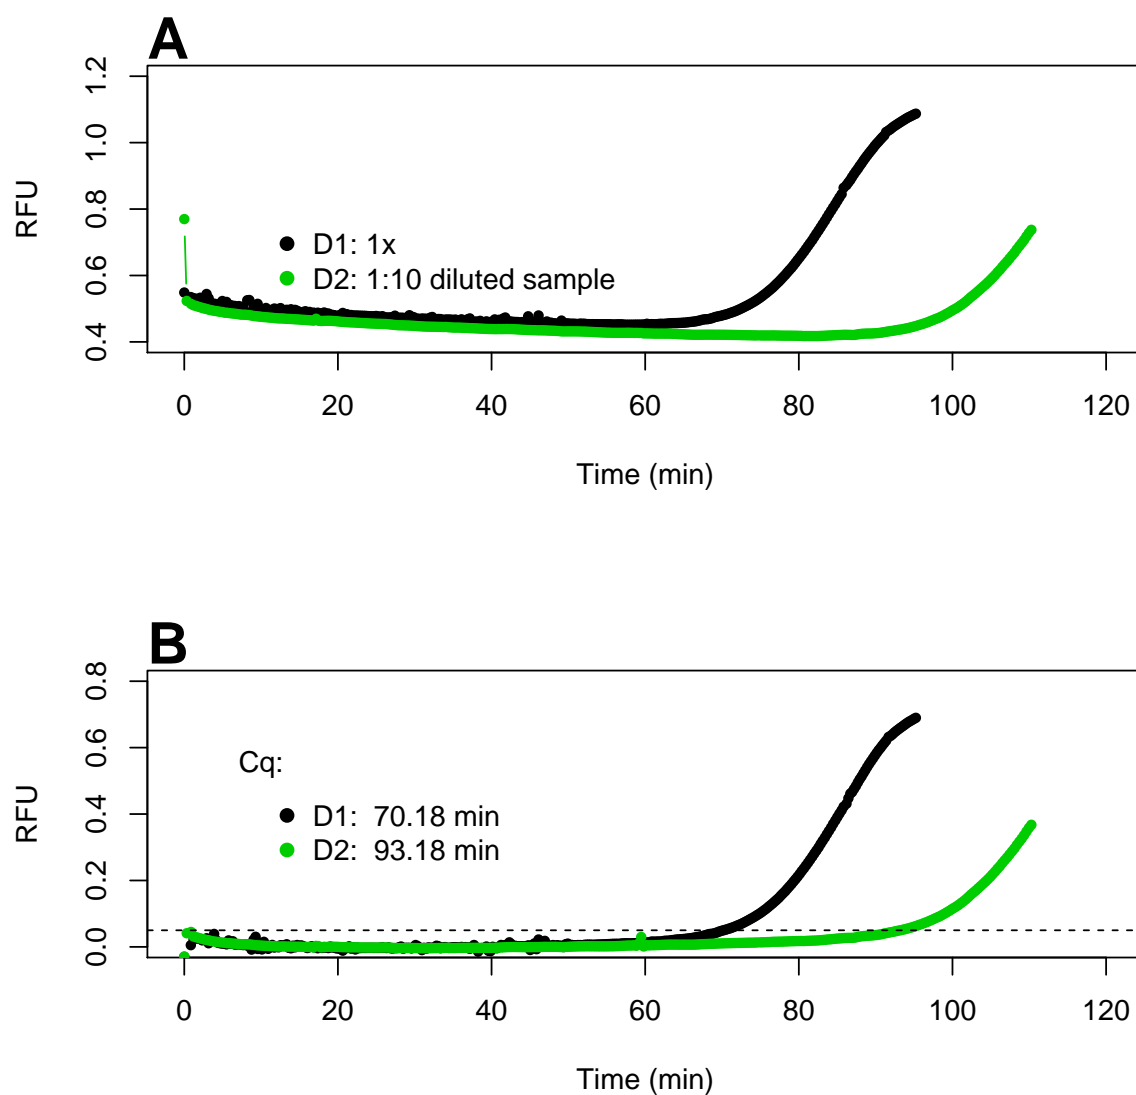 A
1.2
1.0
0.8
0.6
0.4
RFU
D1: 1x
D2: 1:10 diluted sample
0 20 40 60 80 100 120
Time (min)
B
0.8
0.6
0.4
0.2
0.0
RFU
Cq:
D1: 70.18 min
D2: 93.18 min
0 20 40 60 80 100 120
Time (min)